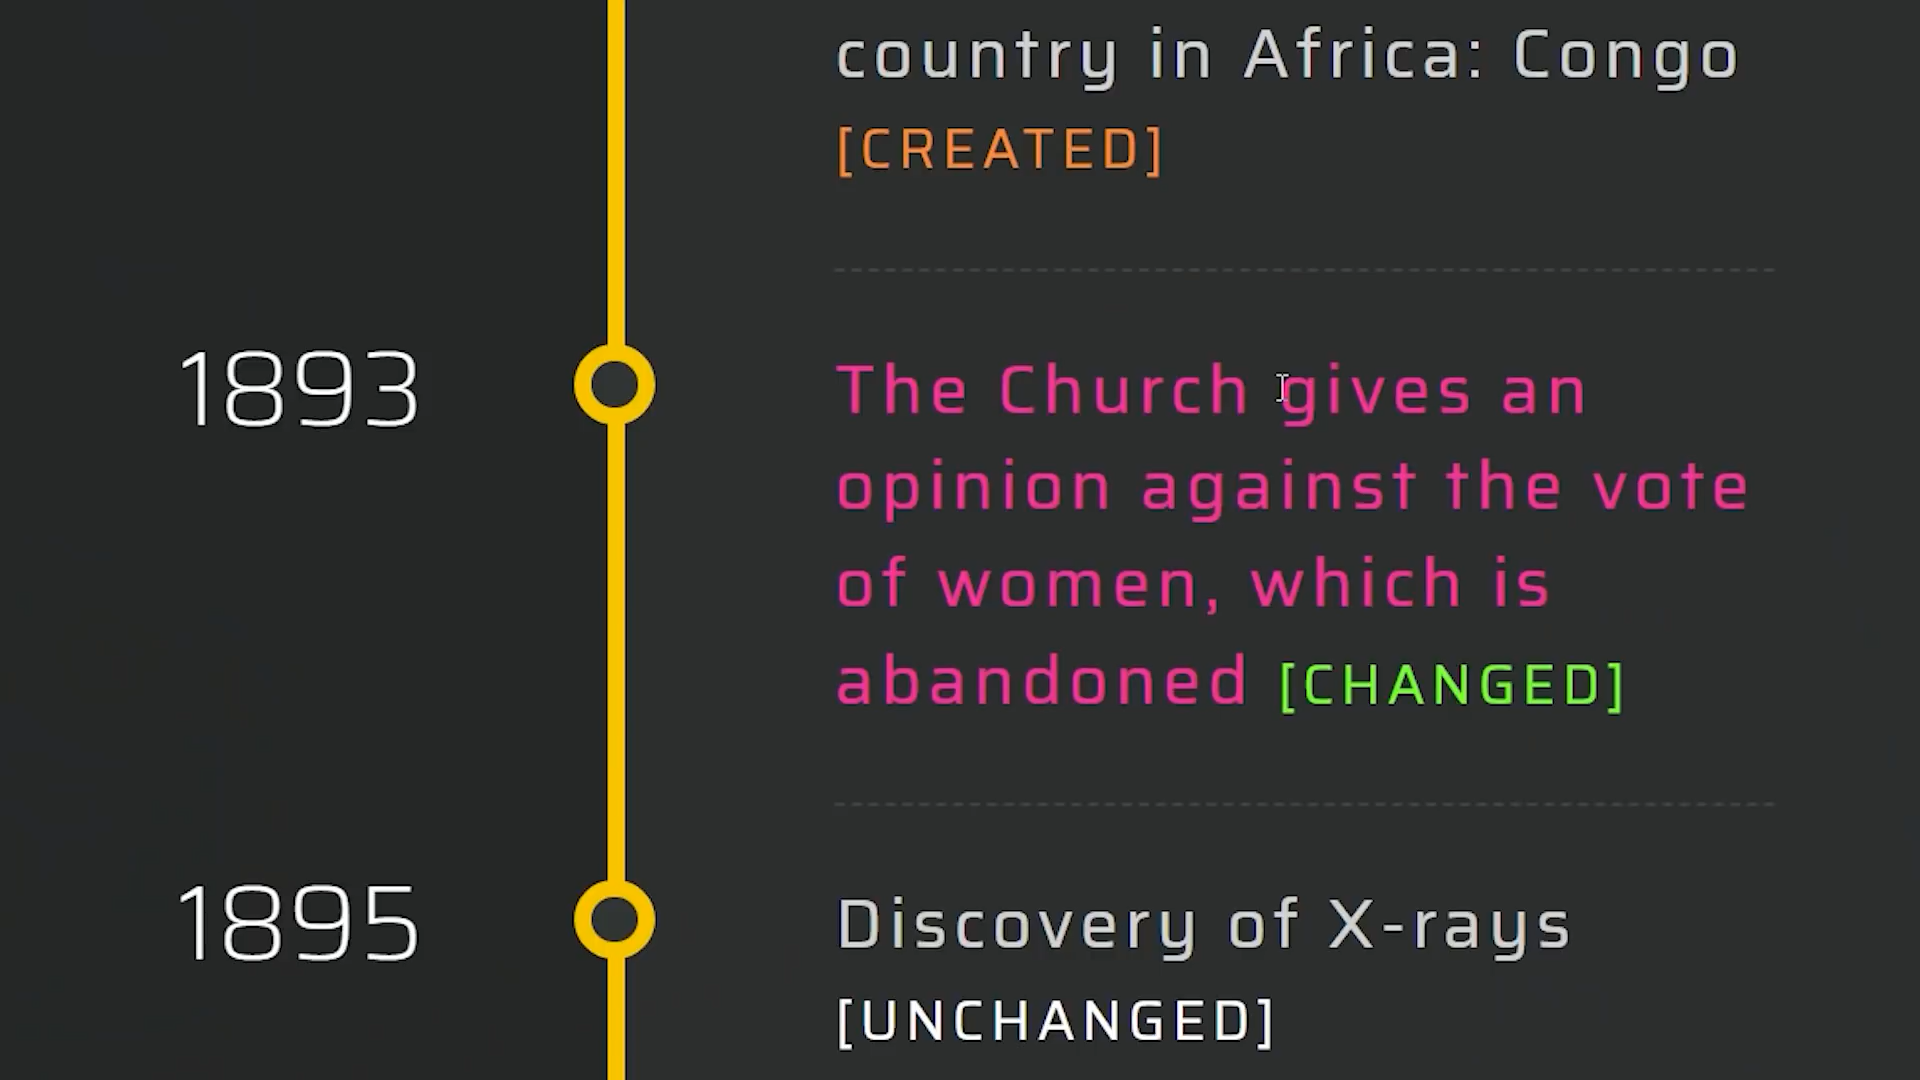 country in Africa: Congo
[CREATED]
1893
The Church gives an
opinion against the vote
of women, which is
abandoned [CHANGED]
1895
Discovery of X-rays
[UNCHANGED]